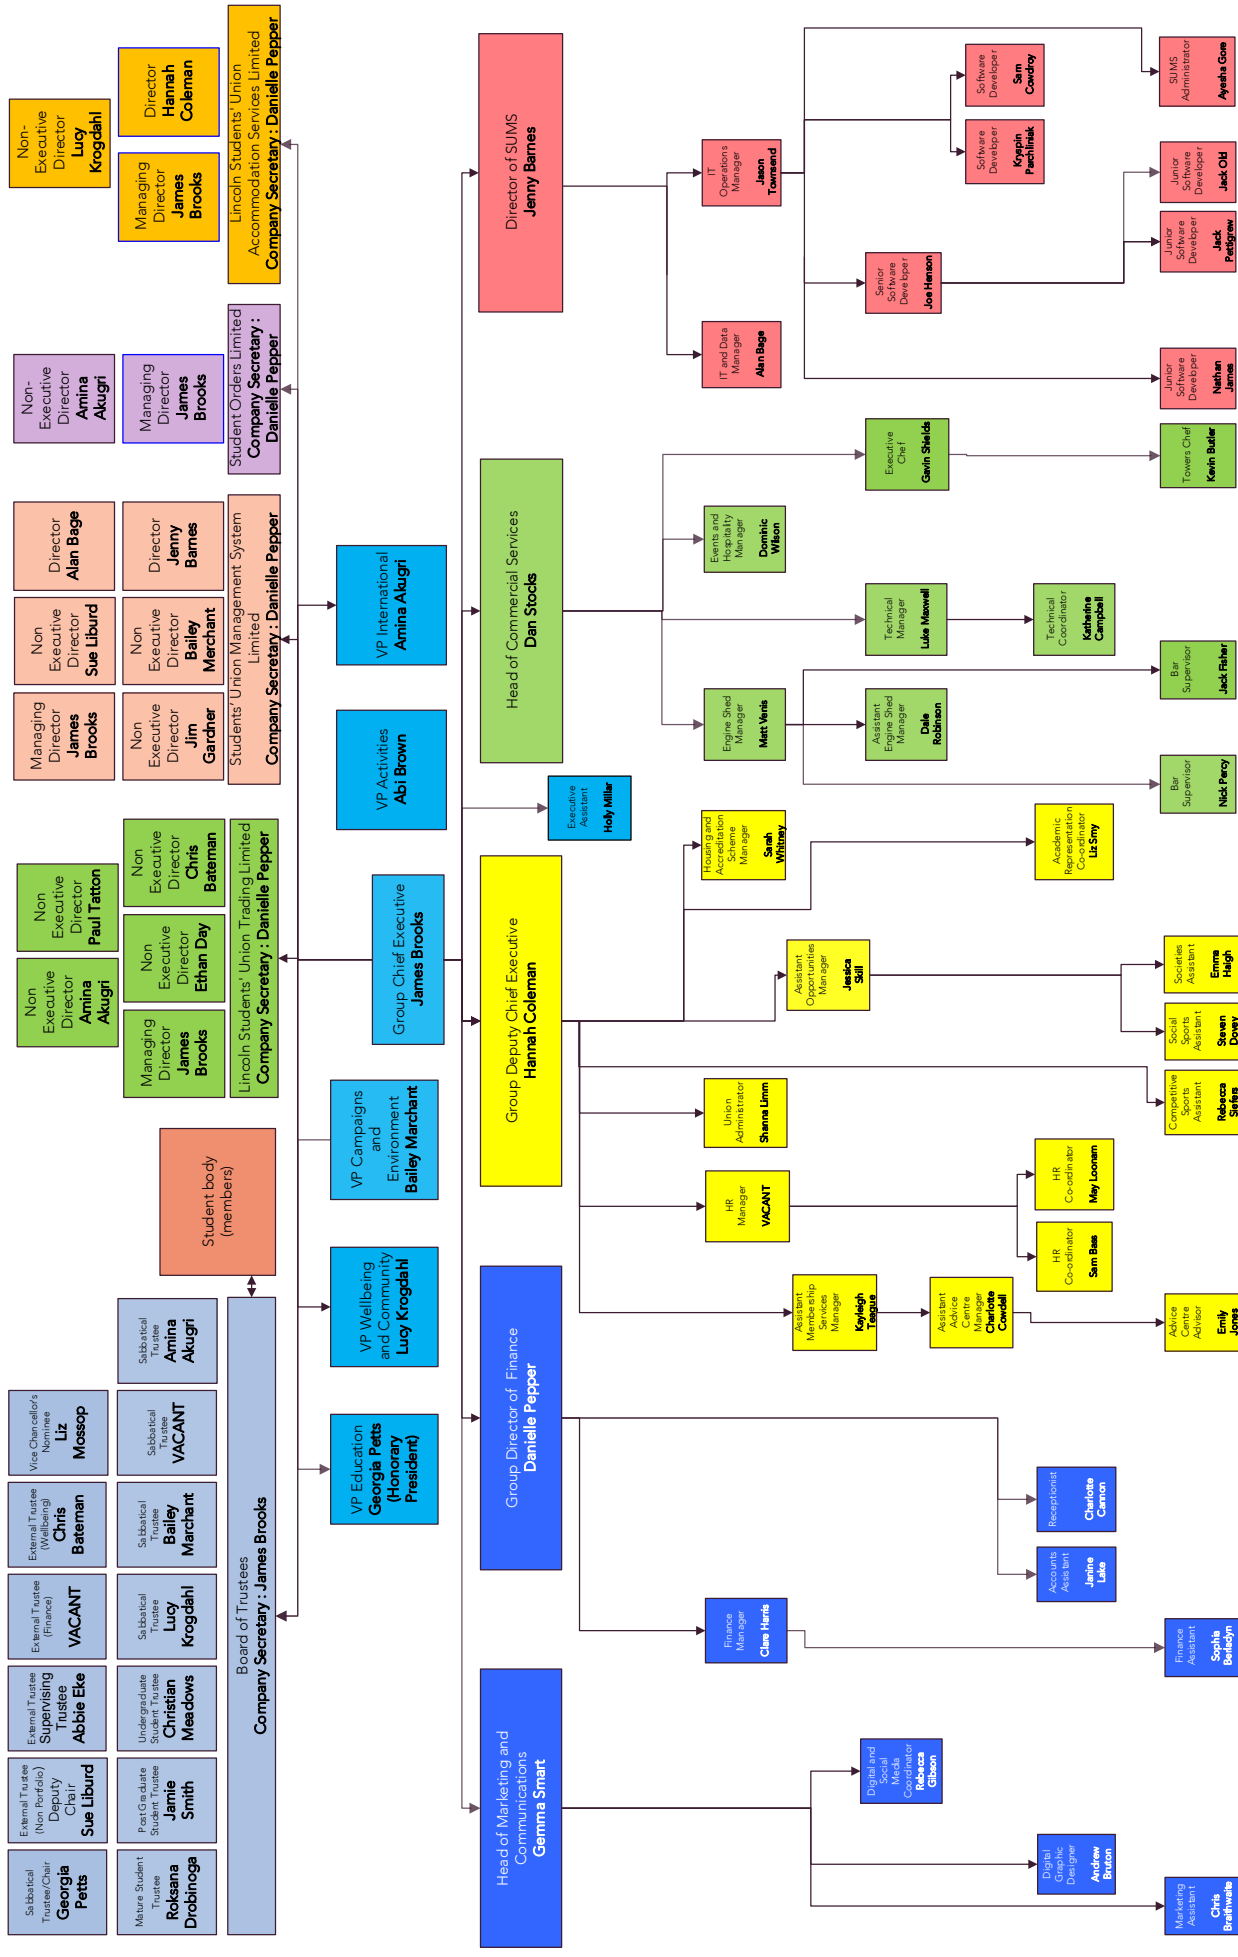 Sabbatical
Trustee/Chair
Georgia
Petts
External Trustee
(Non Portfolio)
Deputy
Chair
Sue Liburd
External Trustee
Supervising
Trustee
Abbie Eke
External Trustee
(Finance)
VACANT
External Trustee
(Wellbeing)
Chris
Bateman
Vice Chancellor's
Nominee
Liz
Mossop
Mature Student
Trustee
Roksana
Drobinoga
Post Graduate
Student Trustee
Jamie
Smith
Undergraduate
Student Trustee
Christian
Meadows
Sabbatical
Trustee
Lucy
Krogdahl
Sabbatical
Trustee
Bailey
Marchant
Sabbatical
Trustee
VACANT
Sabbatical
Trustee
Amina
Akugri
Board of Trustees
Company Secretary : James Brooks
Student body
(members)
Non
Executive
Director
Amina
Akugri
Non
Executive
Director
Paul Tatton
Managing
Director
James
Brooks
Non
Executive
Director
Ethan Day
Non
Executive
Director
Chris
Bateman
Lincoln Students' Union Trading Limited
Company Secretary : Danielle Pepper
Managing
Director
James
Brooks
Non
Executive
Director
Sue Liburd
Director
Alan Bage
Non
Executive
Director
Jim
Gardner
Non
Executive
Director
Bailey
Merchant
Director
Jenny
Barnes
Students' Union Management System
Limited
Company Secretary : Danielle Pepper
Non-
Executive
Director
Amina
Akugri
Managing
Director
James
Brooks
Student Orders Limited
Company Secretary :
Danielle Pepper
Non-
Executive
Director
Lucy
Krogdahl
Managing
Director
James
Brooks
Director
Hannah
Coleman
Lincoln Students' Union
Accommodation Services Limited
Company Secretary : Danielle Pepper
VP Education
Georgia Petts
(Honorary
President)
VP Wellbeing
and Community
Lucy Krogdahl
VP Campaigns
and
Environment
Bailey Marchant
Group Chief Executive
James Brooks
VP Activities
Abi Brown
VP International
Amina Akugri
Head of Marketing and
Communications
Gemma Smart
Group Director of Finance
Danielle Pepper
Group Deputy Chief Executive
Hannah Coleman
Executive
Assistant
Holly Millar
Head of Commercial Services
Dan Stocks
Director of SUMS
Jenny Barnes
Finance
Manager
Clare Harris
HR
Manager
VACANT
Union
Administrator
Shanna Limm
Housing and
Accreditation
Scheme
Manager
Sarah
Whitney
Engine Shed
Manager
Matt Venis
Events and
Hospitality
Manager
Dominic
Wilson
IT and Data
Manager
Alan Bage
IT
Operations
Manager
Jason
Townsend
Assistant
Membership
Services
Manager
Kayleigh
Teague
Assistant
Opportunities
Manager
Jessica
Skill
Digital and
Social
Media
Coordinator
Rebecca
Gibson
Assistant
Advice
Centre
Manager
Charlotte
Cowdell
Assistant
Engine Shed
Manager
Dale
Robinson
Technical
Manager
Luke Maxwell
Executive
Chef
Gavin Shields
Senior
Software
Developer
Joe Henson
Software
Developer
Kryspin
Parchliniak
Software
Developer
Sam
Cowdroy
Digital
Graphic
Designer
Andrew
Bruton
Accounts
Assistant
Janine
Lake
Receptionist
Charlotte
Cannon
HR
Co-ordinator
Sam Bass
HR
Co-ordinator
May Loonam
Academic
Representation
Co-ordinator
Liz Smy
Technical
Coordinator
Katherine
Campbell
Marketing
Assistant
Chris
Braithwaite
Finance
Assistant
Sophia
Berladyn
Advice
Centre
Advisor
Emily
Jones
Competitive
Sports
Assistant
Rebecca
Siefers
Social
Sports
Assistant
Steven
Dovey
Societies
Assistant
Emma
Haigh
Bar
Supervisor
Nick Percy
Bar
Supervisor
Jack Fisher
Towers Chef
Kevin Butler
Junior
Software
Developer
Nathan
James
Junior
Software
Developer
Jack
Pettigrew
Junior
Software
Developer
Jack Old
SUMS
Administrator
Ayesha Gore